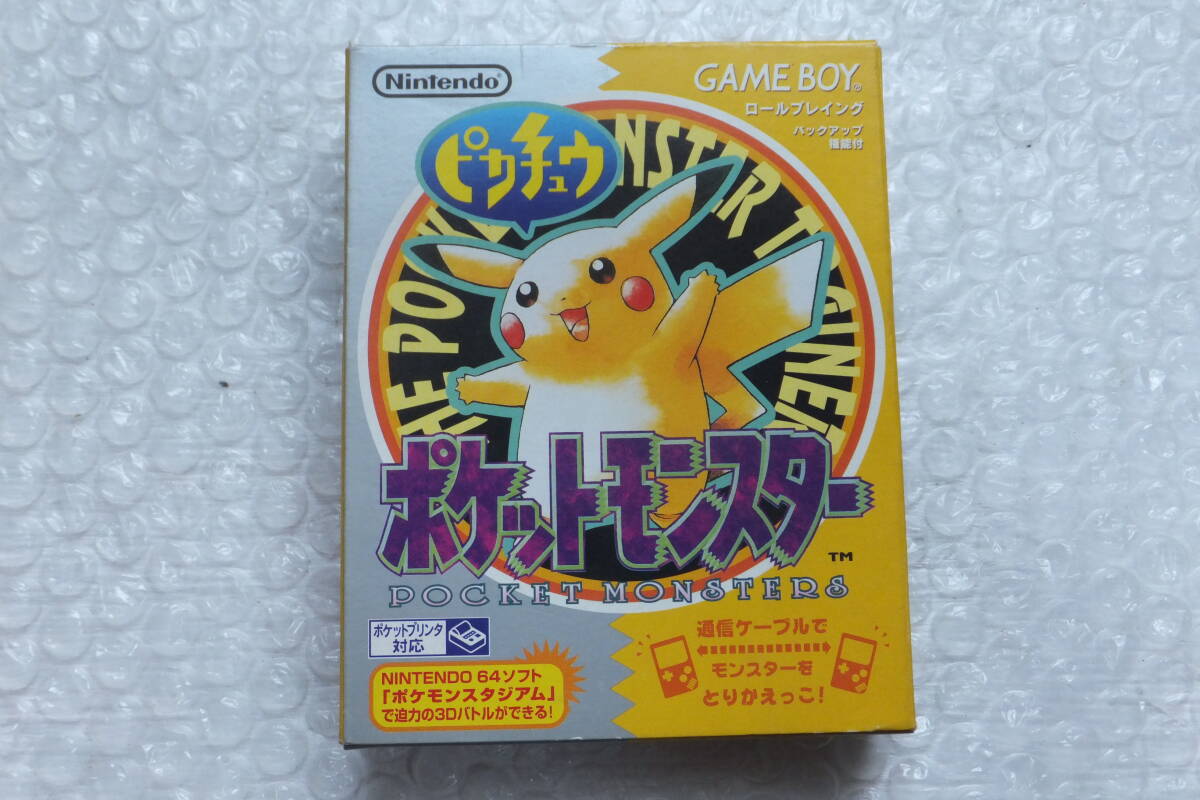 Nintendo®
GAME BOY®
ロールプレイング
バックアップ
機能付
ピカチュウ
ポケットモンスター
TM
POCKET MONSTERS
ポケットプリンタ
対応
NINTENDO 64ソフト
「ポケモンスタジアム」
で迫力の3Dバトルができる!
通信ケーブルで
モンスターを
とりかえっこ!